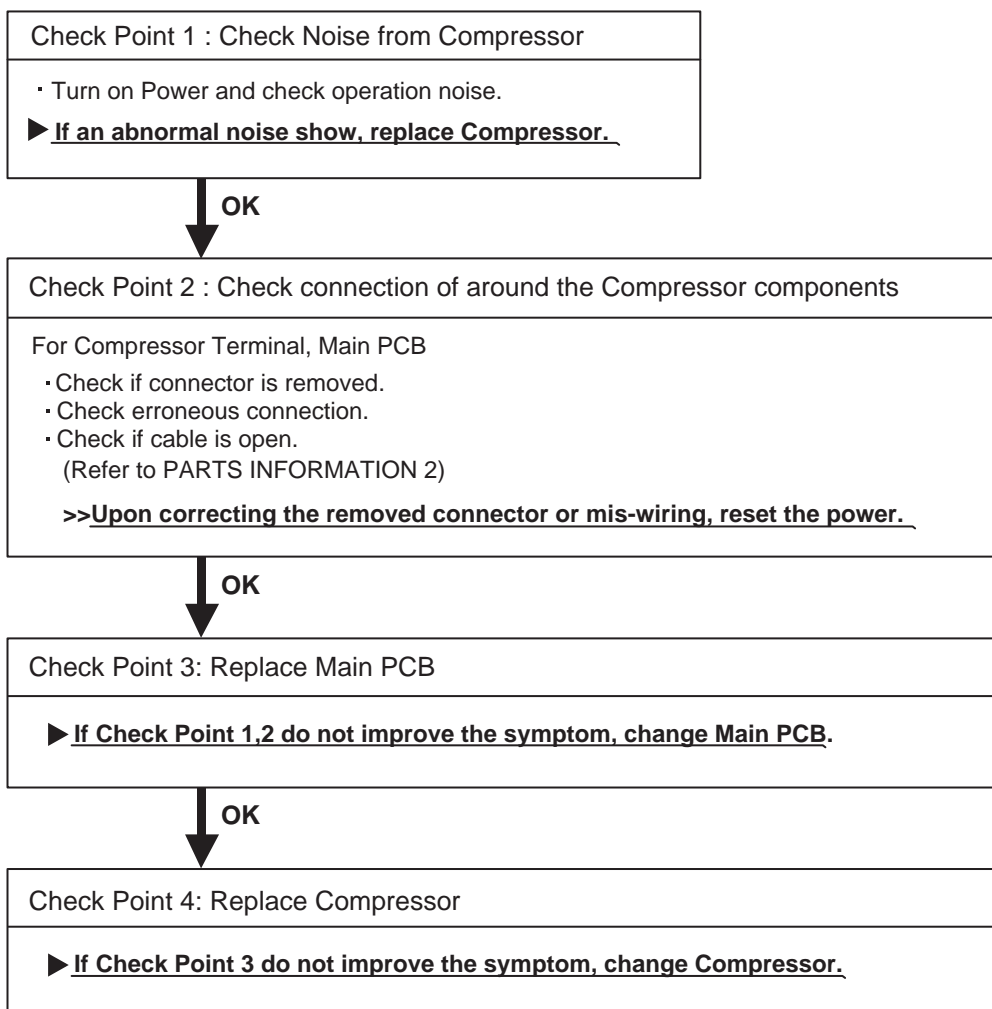 Check Point 1 : Check Noise from Compressor
· Turn on Power and check operation noise.
▶ If an abnormal noise show, replace Compressor.
OK
Check Point 2 : Check connection of around the Compressor components
For Compressor Terminal, Main PCB
· Check if connector is removed.
· Check erroneous connection.
· Check if cable is open.
(Refer to PARTS INFORMATION 2)
>>Upon correcting the removed connector or mis-wiring, reset the power.
OK
Check Point 3: Replace Main PCB
▶ If Check Point 1,2 do not improve the symptom, change Main PCB.
OK
Check Point 4: Replace Compressor
▶ If Check Point 3 do not improve the symptom, change Compressor.